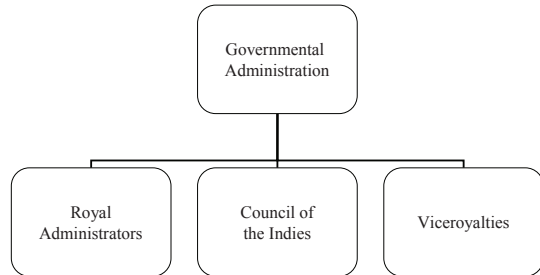 Governmental
Administration
Royal
Administrators
Council of
the Indies
Viceroyalties